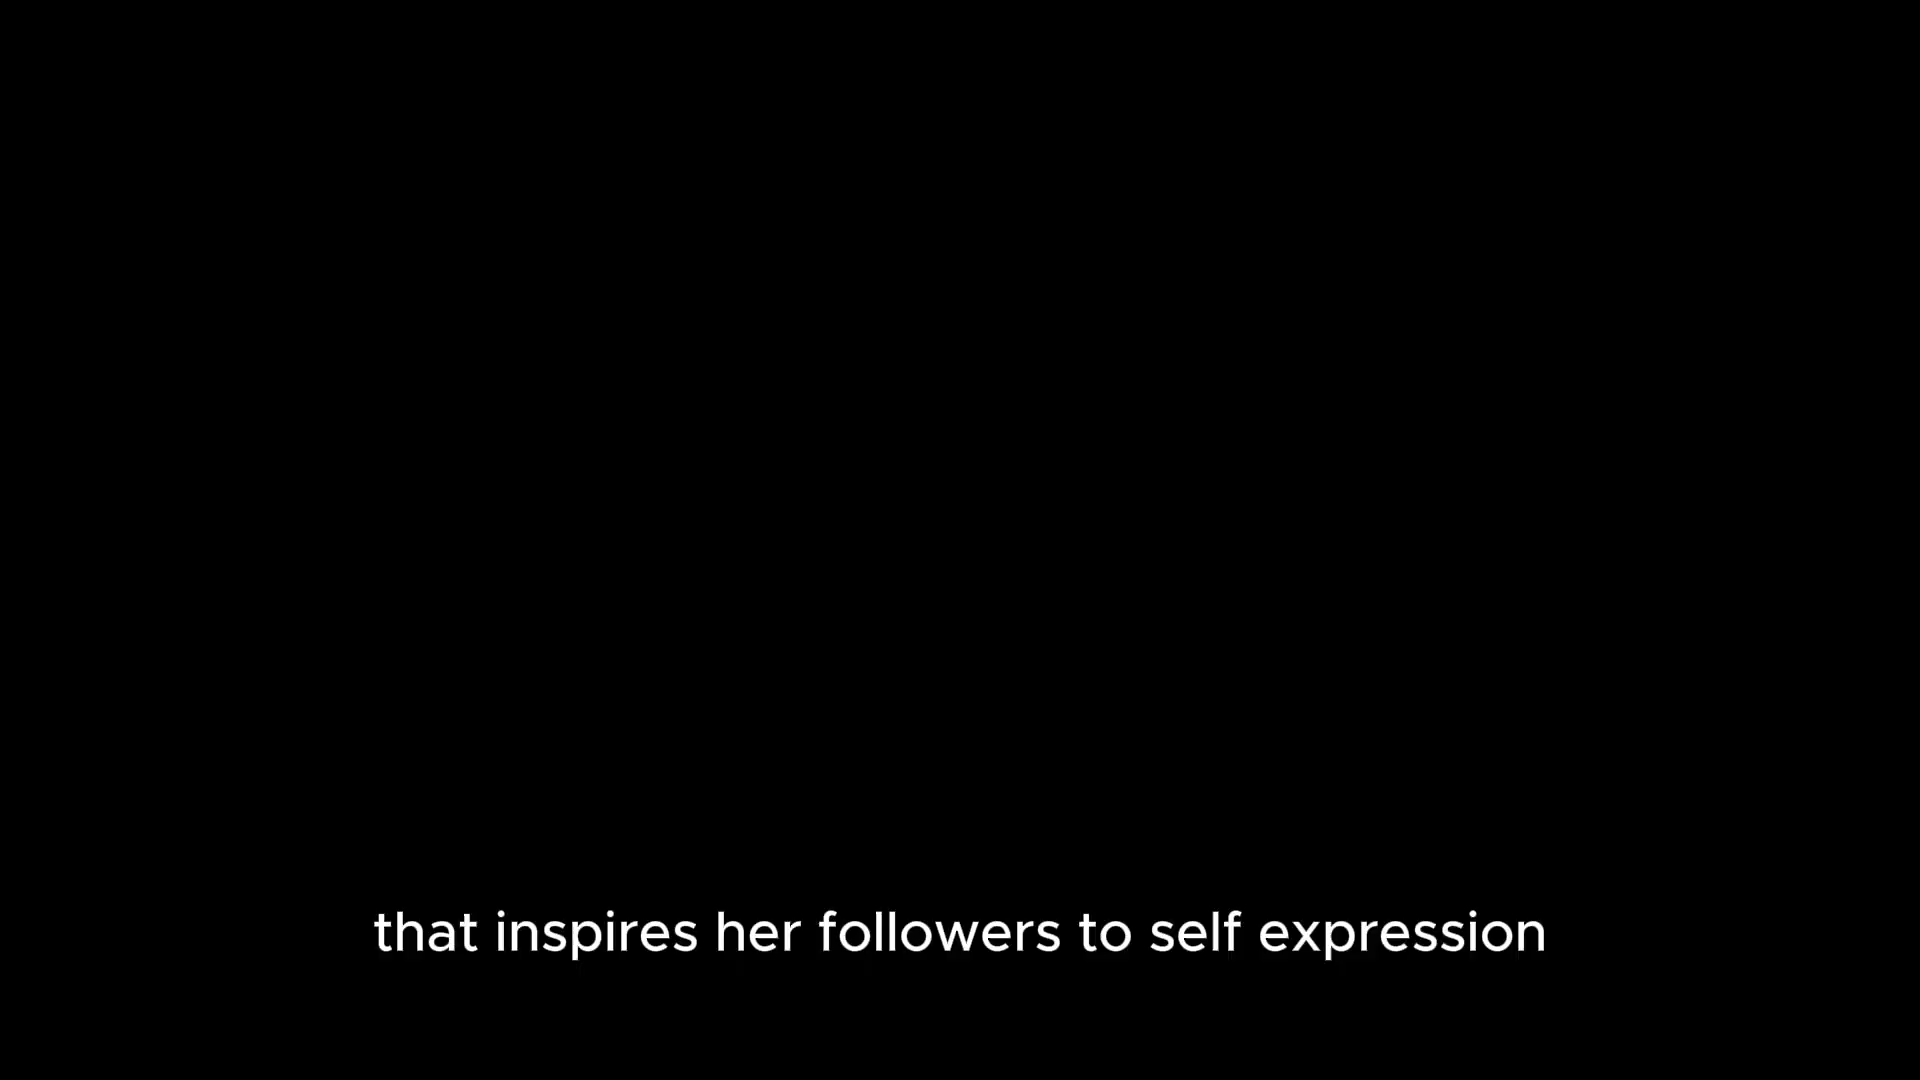 that inspires her followers to self expression